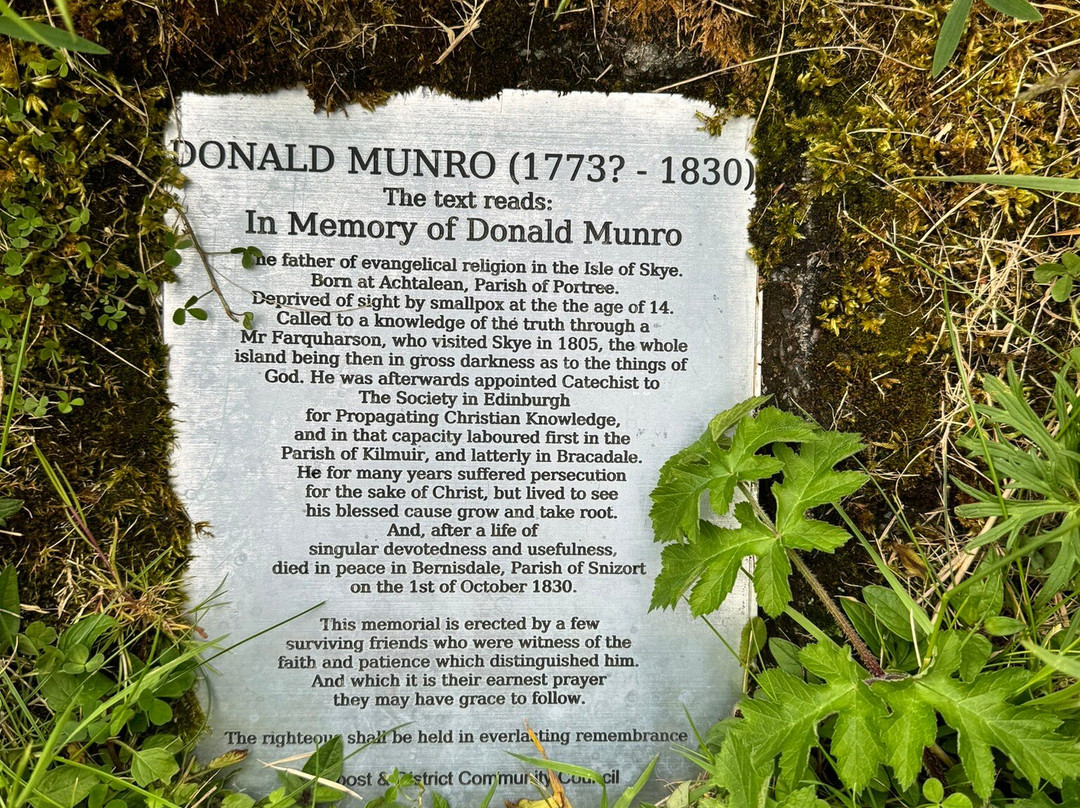 DONALD MUNRO (1773? - 1830)
The text reads:
In Memory of Donald Munro
he father of evangelical religion in the Isle of Skye.
Born at Achtalean, Parish of Portree.
Deprived of sight by smallpox at the the age of 14.
Called to a knowledge of the truth through a
Mr Farquharson, who visited Skye in 1805, the whole
island being then in gross darkness as to the things of
God. He was afterwards appointed Catechist to
The Society in Edinburgh
for Propagating Christian Knowledge,
and in that capacity laboured first in the
Parish of Kilmuir, and latterly in Bracadale.
He for many years suffered persecution
for the sake of Christ, but lived to see
his blessed cause grow and take root.
And, after a life of
singular devotedness and usefulness,
died in peace in Bernisdale, Parish of Snizort
on the 1st of October 1830.
This memorial is erected by a few
surviving friends who were witness of the
faith and patience which distinguished him.
And which it is their earnest prayer
they may have grace to follow.
The righteous shall be held in everlasting remembrance
& District Community Council